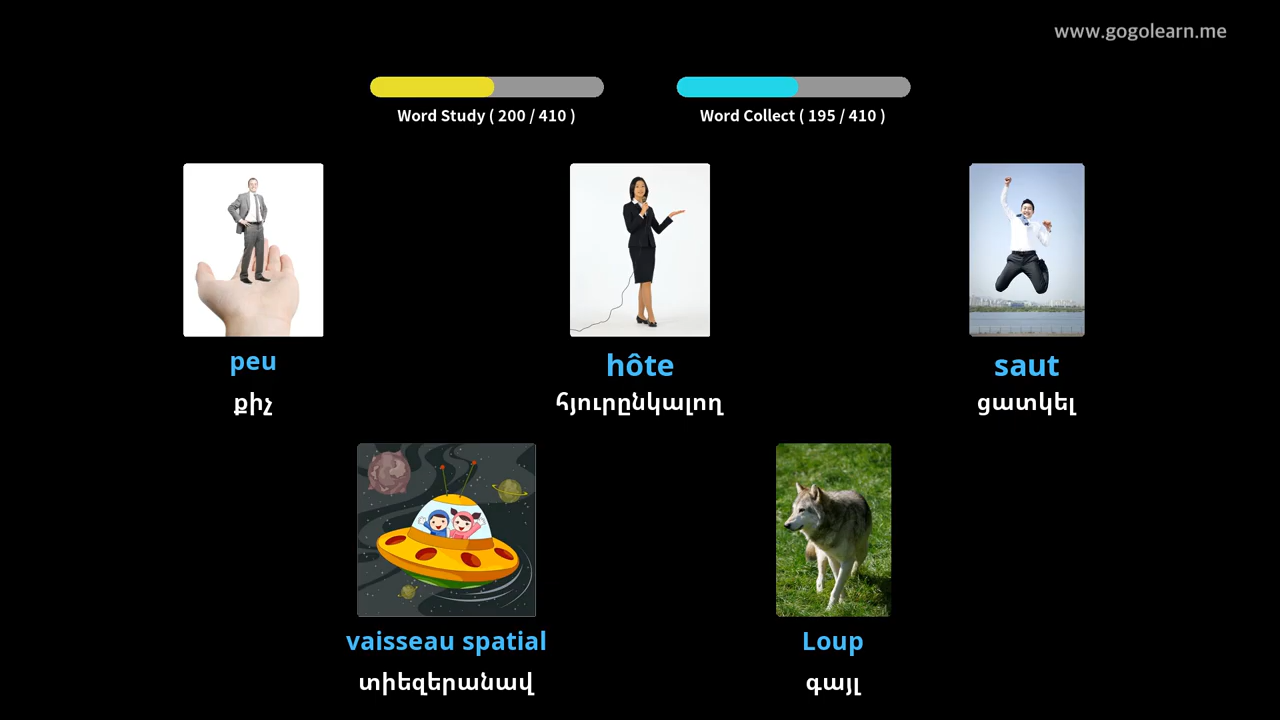 www.gogolearn.me
Word Study ( 200 / 410 )
Word Collect ( 195 / 410 )
peu
քիչ
hôte
հյուրընկալող
saut
ցատկել
vaisseau spatial
տիեզերանավ
Loup
գայլ